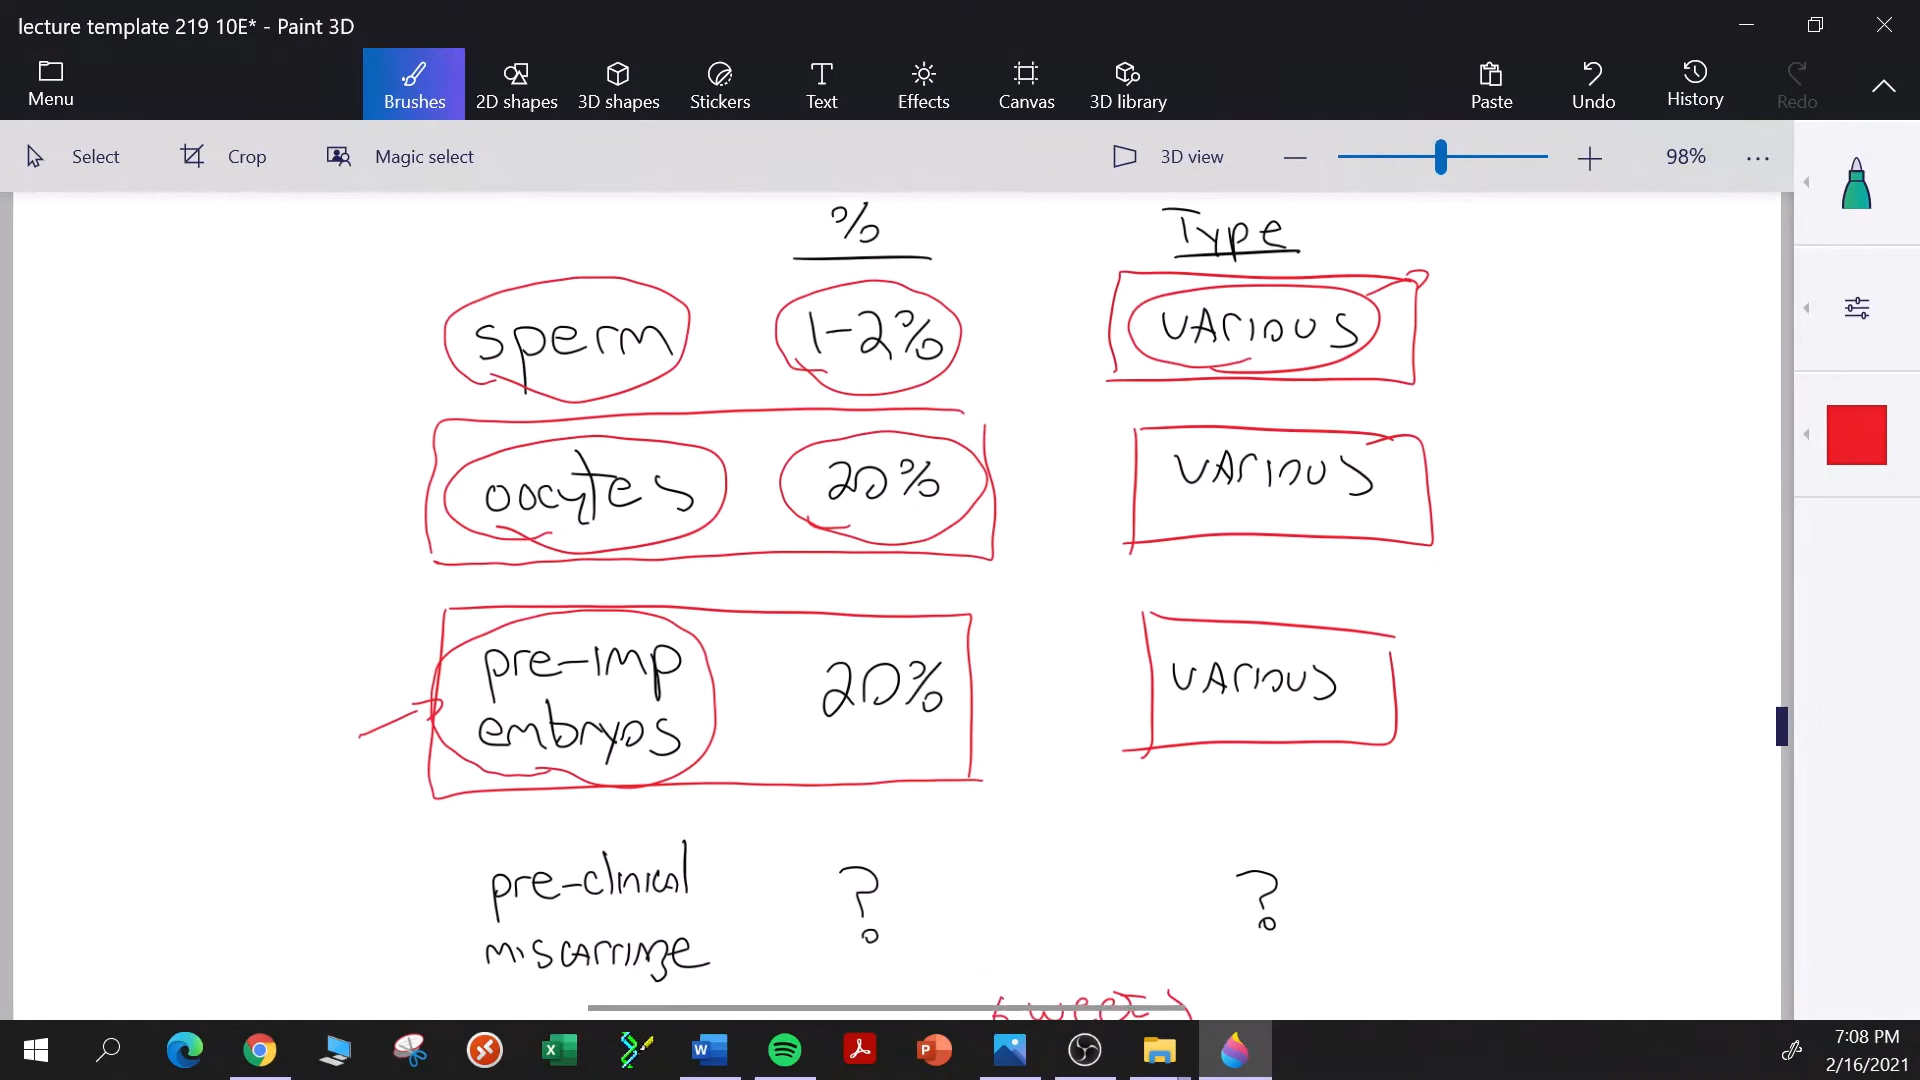 lecture template 219 10E* - Paint 3D
Menu
Brushes
2D shapes
3D shapes
Stickers
Text
Effects
Canvas
3D library
Paste
Undo
History
Redo
Select
Crop
Magic select
3D view
98%
% Type
sperm 1-2% various
oocytes 20% various
pre-imp
embryos 20% various
pre-clinical ? ?
miscarriage
7:08 PM
2/16/2021